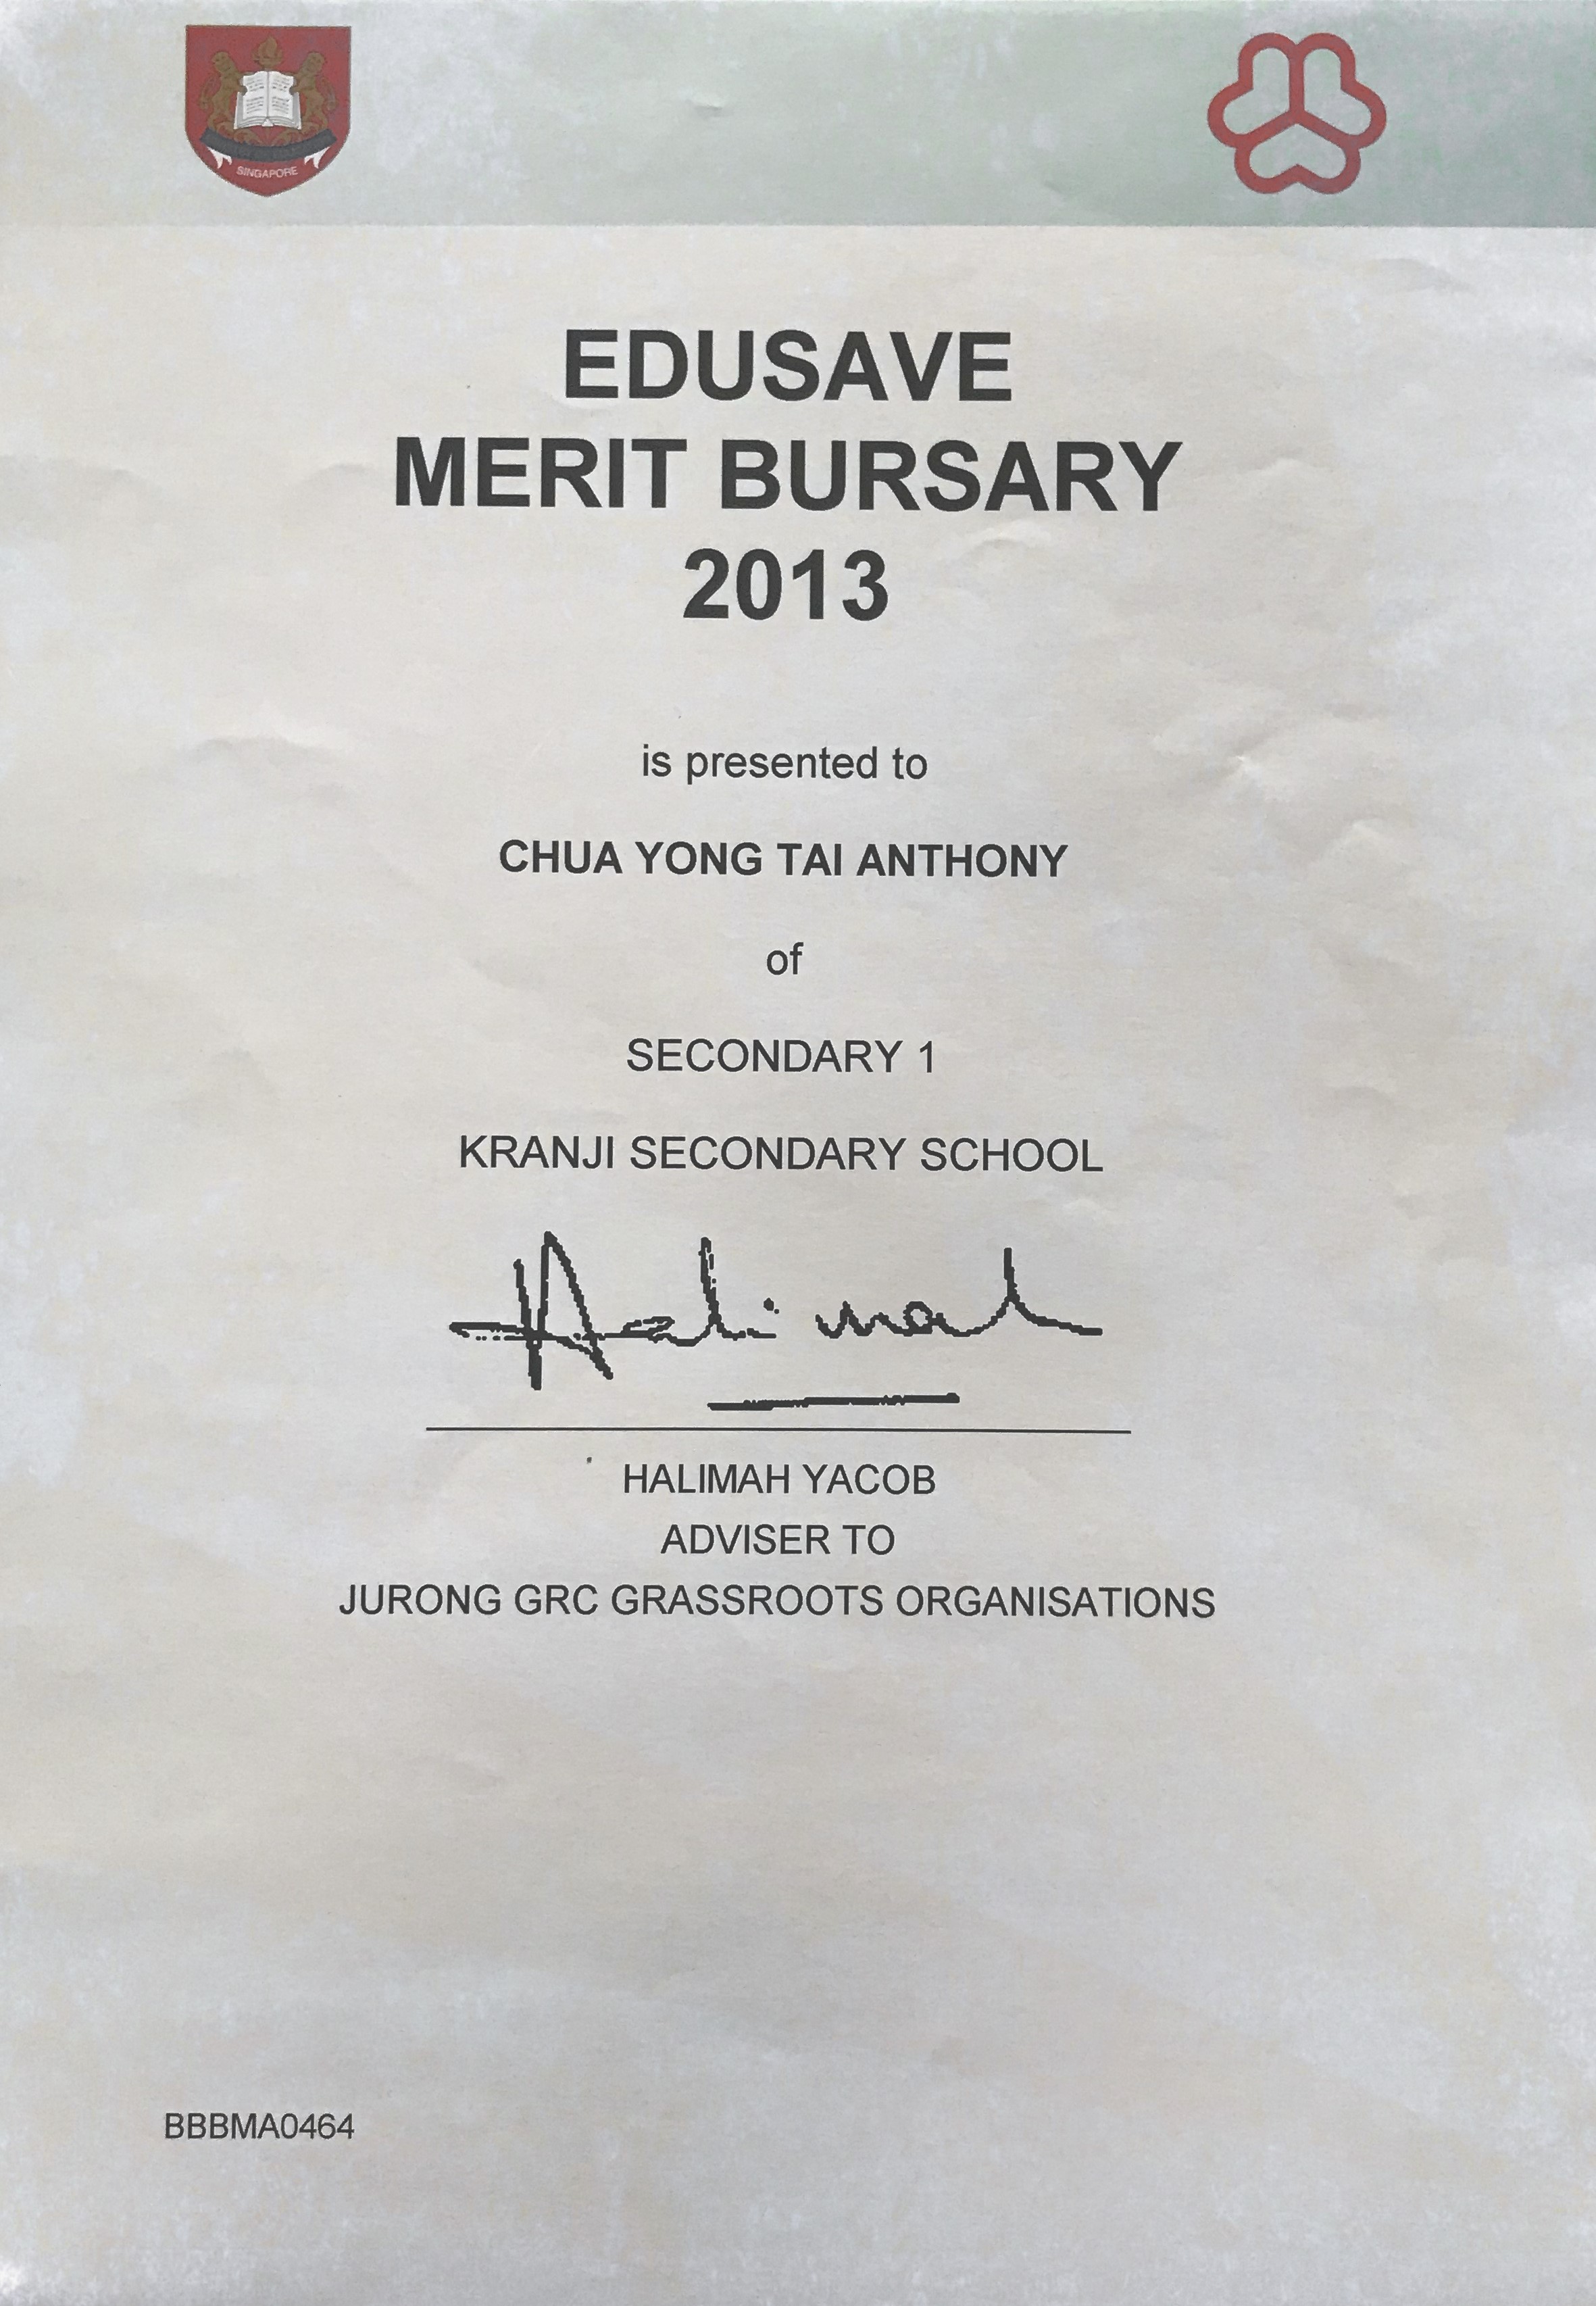 SINGAPORE
EDUSAVE
MERIT BURSARY
2013
is presented to
CHUA YONG TAI ANTHONY
of
SECONDARY 1
KRANJI SECONDARY SCHOOL
Halimah
HALIMAH YACOB
ADVISER TO
JURONG GRC GRASSROOTS ORGANISATIONS
BBBMA0464